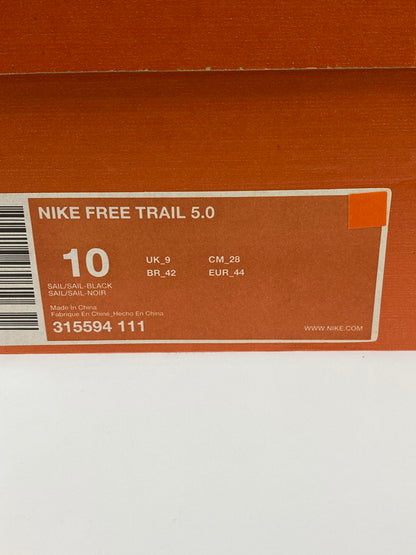 NIKE FREE TRAIL 5.0
10
UK_9 CM_28
BR_42 EUR_44
SAIL/SAIL-BLACK
SAIL/SAIL-NOIR
Made In China
Fabrique En Chine_Hecho En China
315594 111
WWW.NIKE.COM